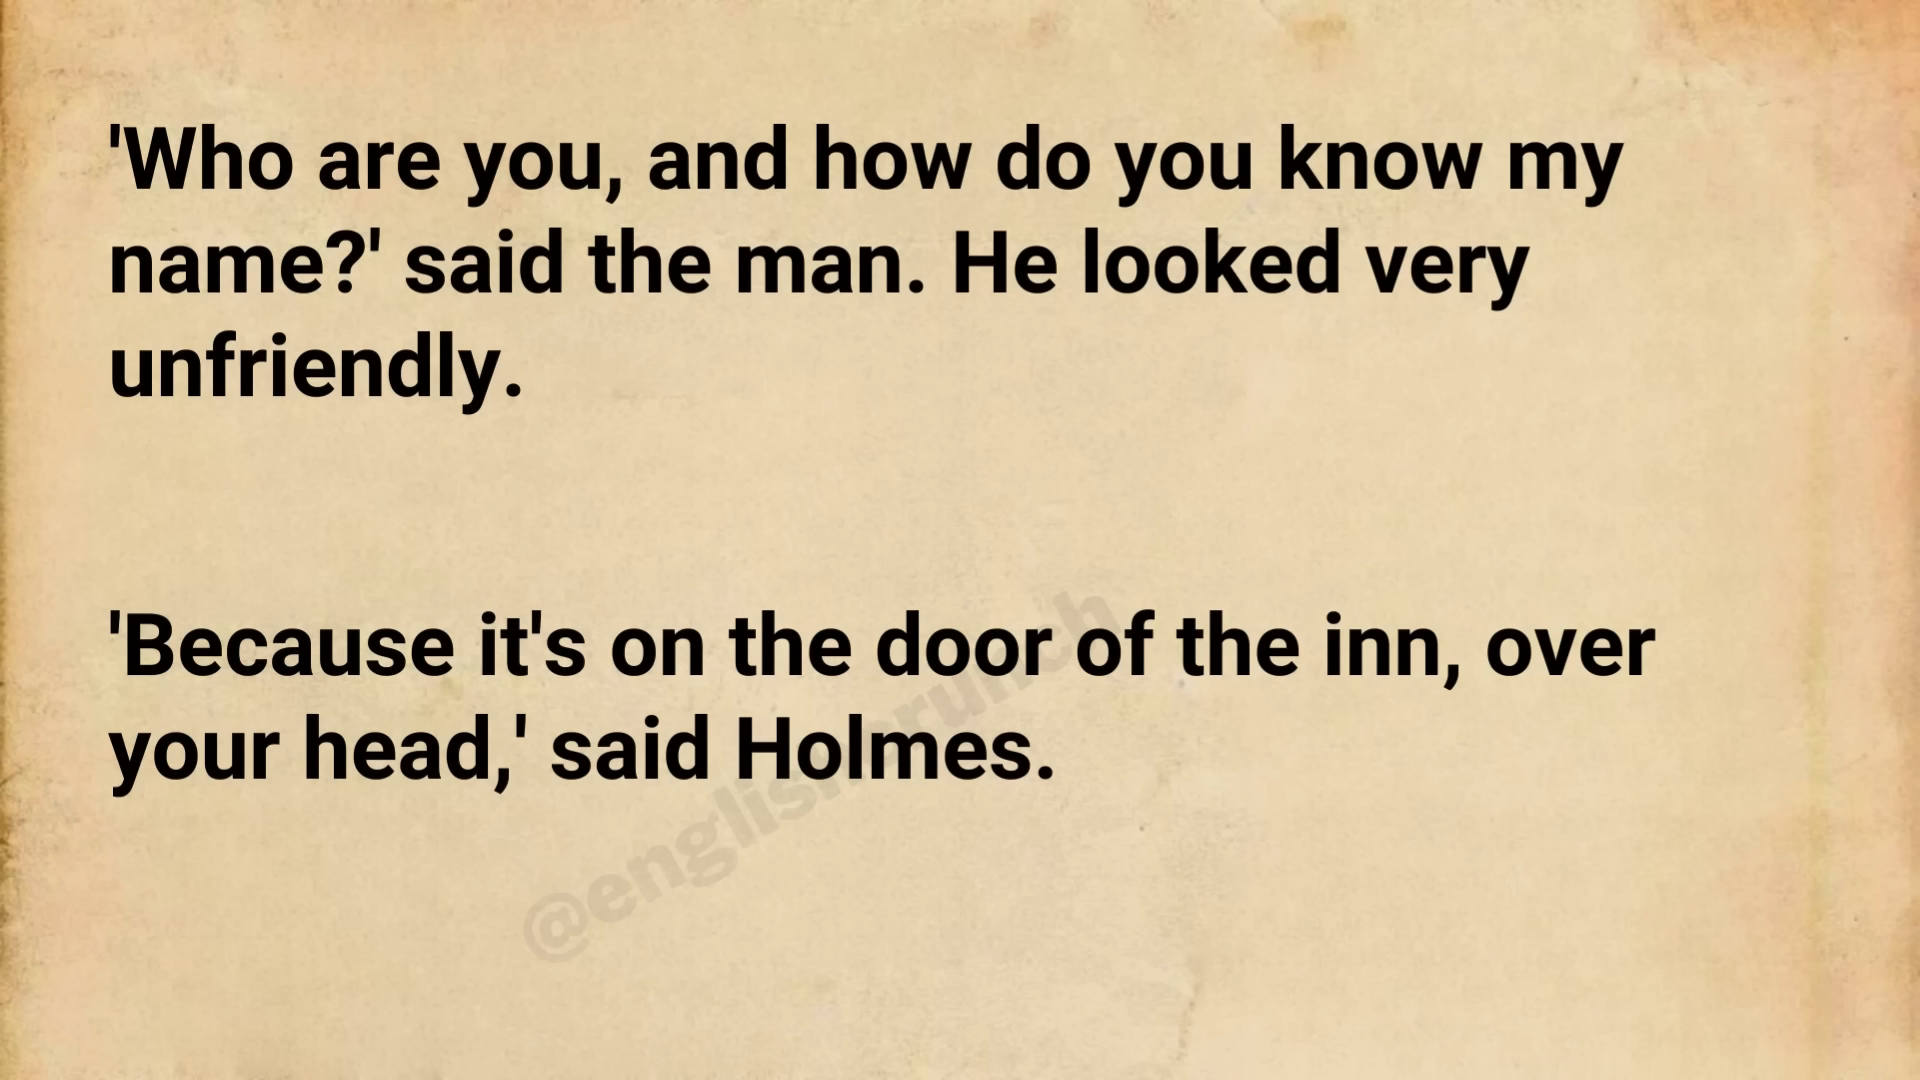 'Who are you, and how do you know my
name?' said the man. He looked very
unfriendly.
'Because it's on the door of the inn, over
your head,' said Holmes.
@englishcrunch